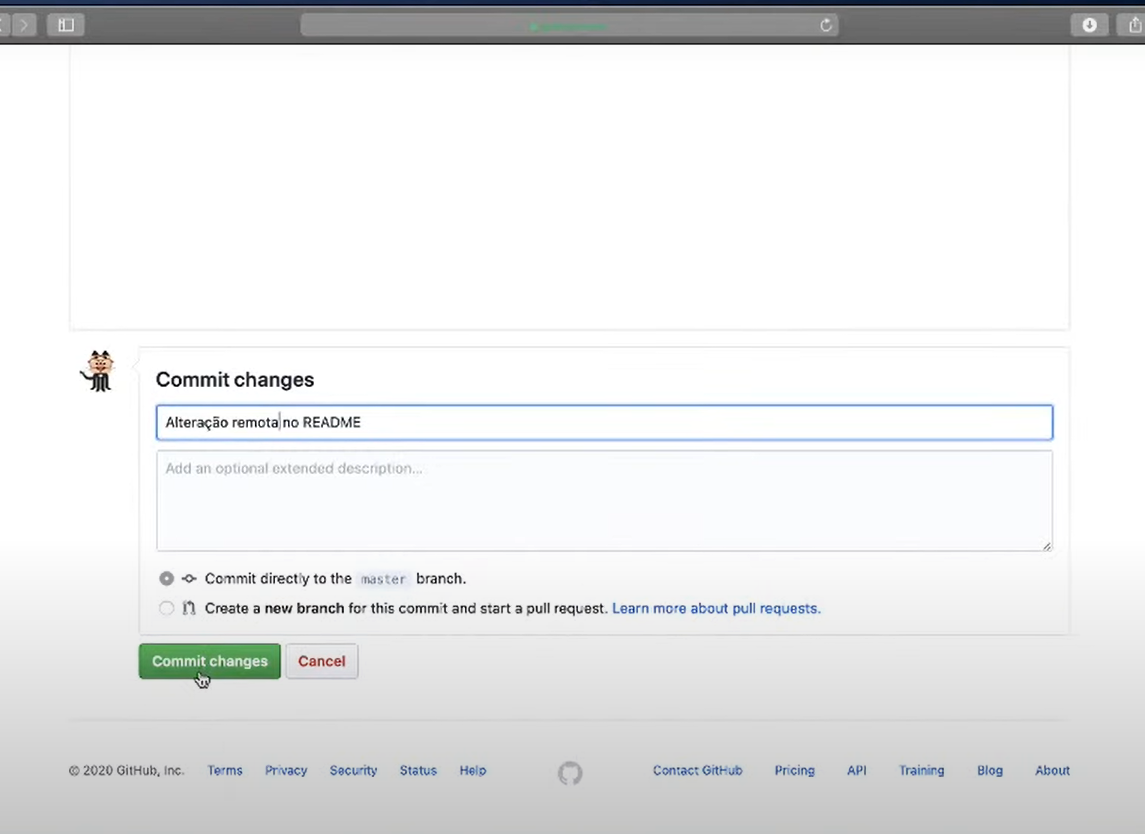 Commit changes
Alteração remota no README
Add an optional extended description...
Commit directly to the master branch.
Create a new branch for this commit and start a pull request. Learn more about pull requests.
Commit changes Cancel
© 2020 GitHub, Inc. Terms Privacy Security Status Help Contact GitHub Pricing API Training Blog About